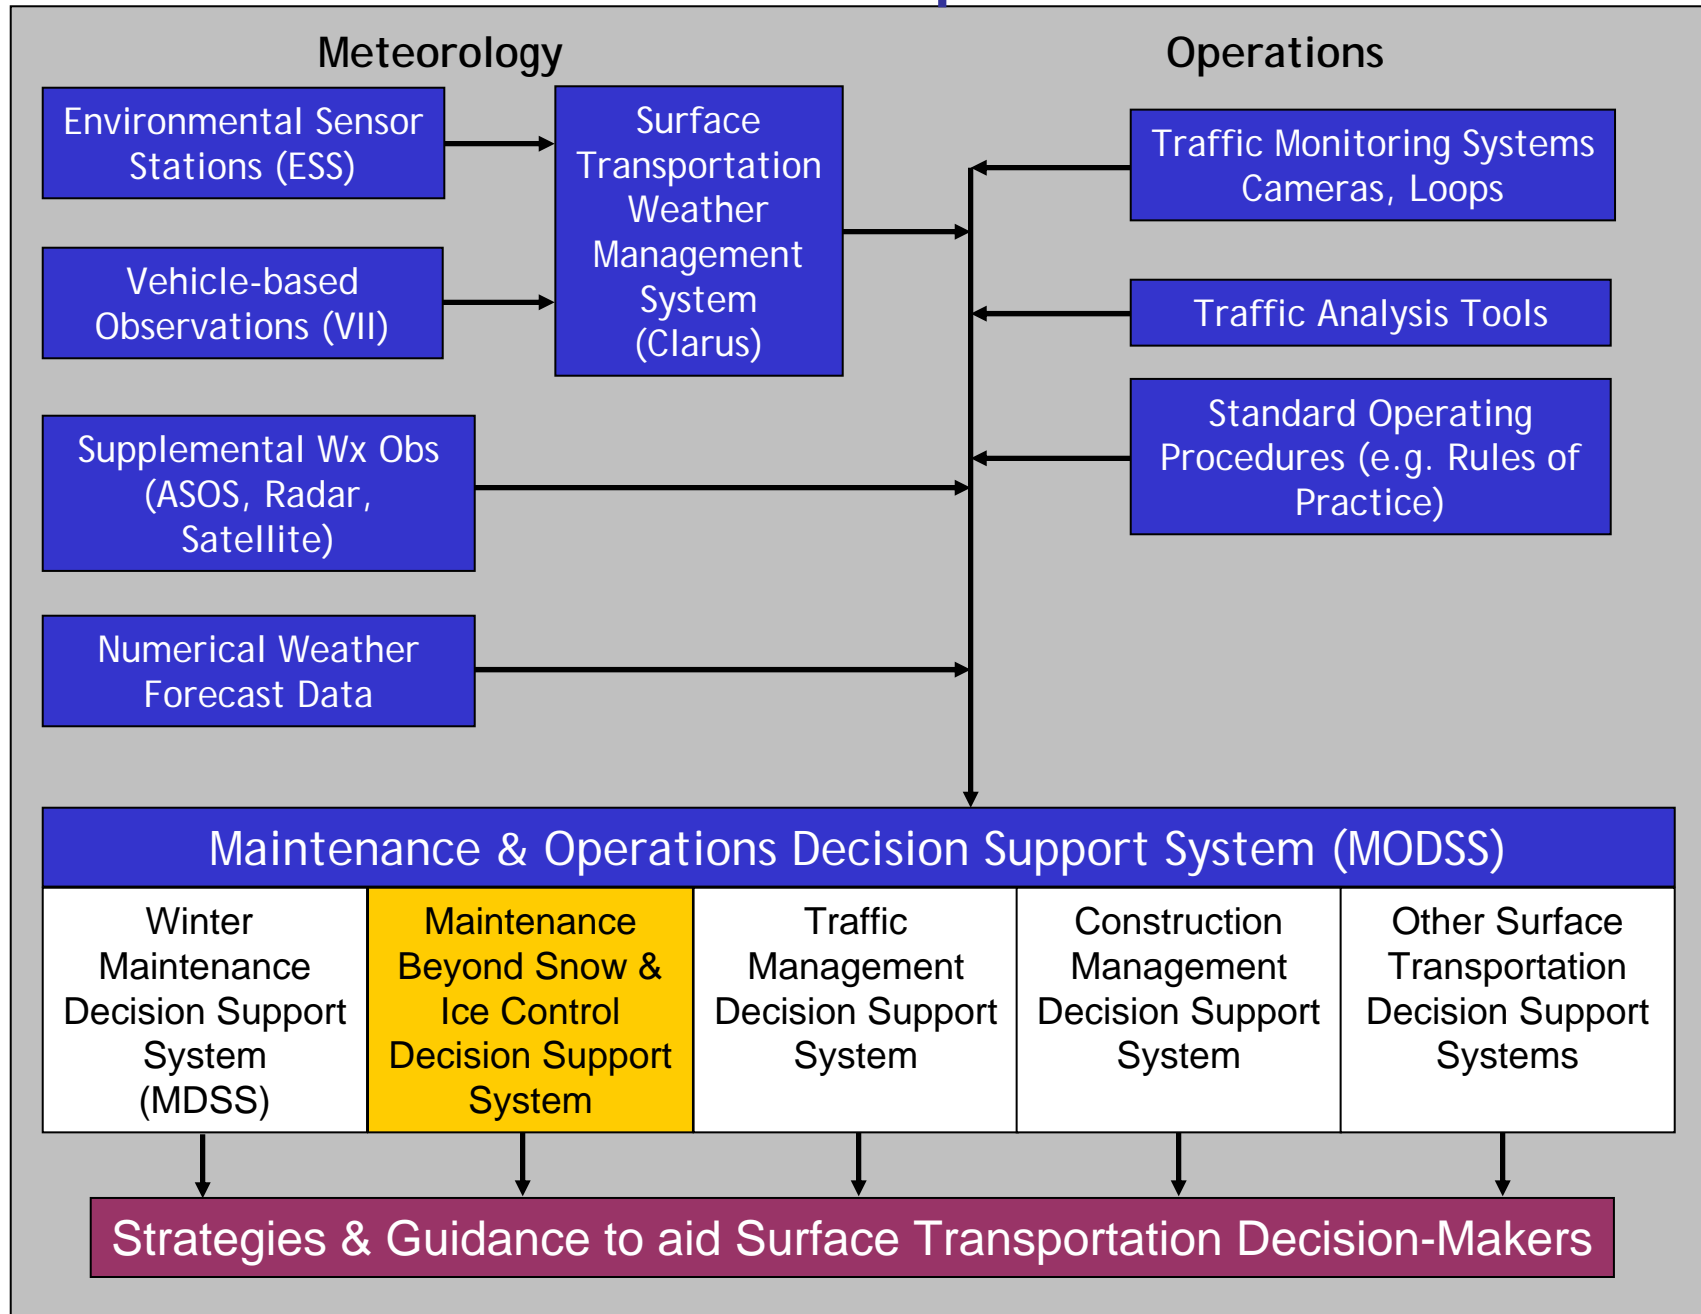 Meteorology
Operations
Environmental Sensor
Stations (ESS)
Vehicle-based
Observations (VII)
Surface
Transportation
Weather
Management
System
(Clarus)
Supplemental Wx Obs
(ASOS, Radar,
Satellite)
Numerical Weather
Forecast Data
Traffic Monitoring Systems
Cameras, Loops
Traffic Analysis Tools
Standard Operating
Procedures (e.g. Rules of
Practice)
Maintenance & Operations Decision Support System (MODSS)
Winter
Maintenance
Decision Support
System
(MDSS)
Maintenance
Beyond Snow &
Ice Control
Decision Support
System
Traffic
Management
Decision Support
System
Construction
Management
Decision Support
System
Other Surface
Transportation
Decision Support
Systems
Strategies & Guidance to aid Surface Transportation Decision-Makers